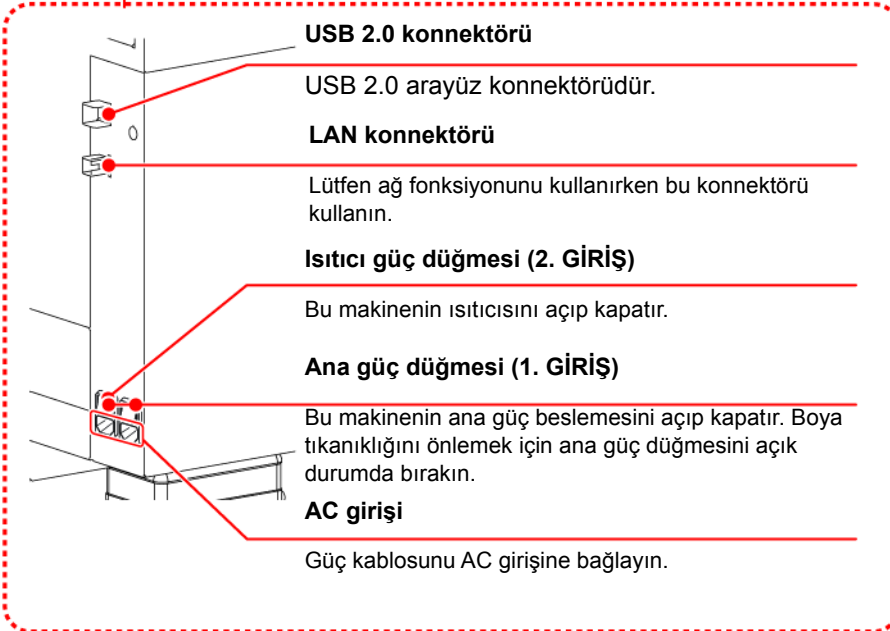 USB 2.0 konnektörü
USB 2.0 arayüz konnektörüdür.
LAN konnektörü
Lütfen ağ fonksiyonunu kullanırken bu konnektörü
kullanın.
Isıtıcı güç düğmesi (2. GİRİŞ)
Bu makinenin ısıtıcısını açıp kapatır.
Ana güç düğmesi (1. GİRİŞ)
Bu makinenin ana güç beslemesini açıp kapatır. Boya
tıkanıklığını önlemek için ana güç düğmesini açık
durumda bırakın.
AC girişi
Güç kablosunu AC girişine bağlayın.